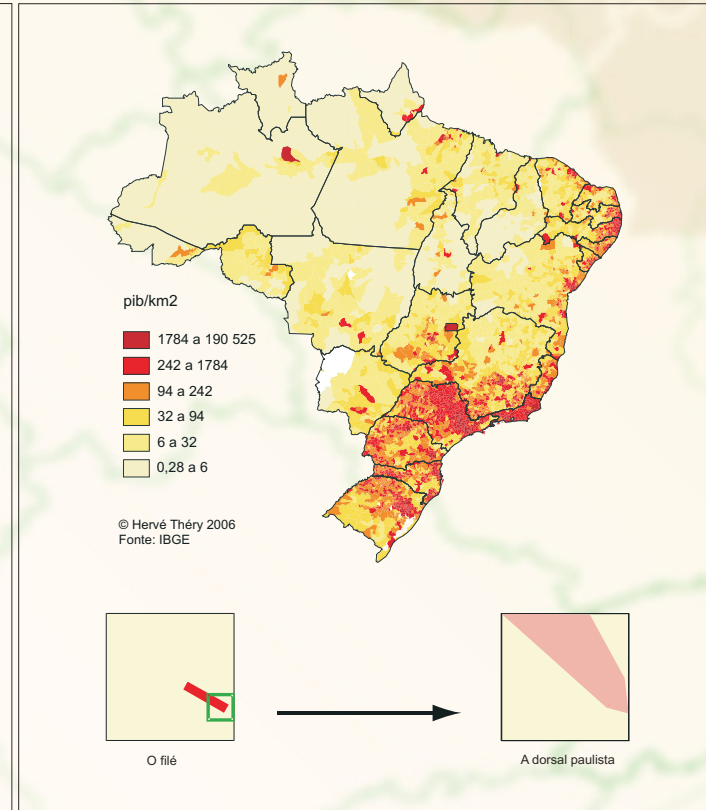 pib/km2
1784 a 190 525
242 a 1784
94 a 242
32 a 94
6 a 32
0,28 a 6
© Hervé Théry 2006
Fonte: IBGE
O filé
A dorsal paulista